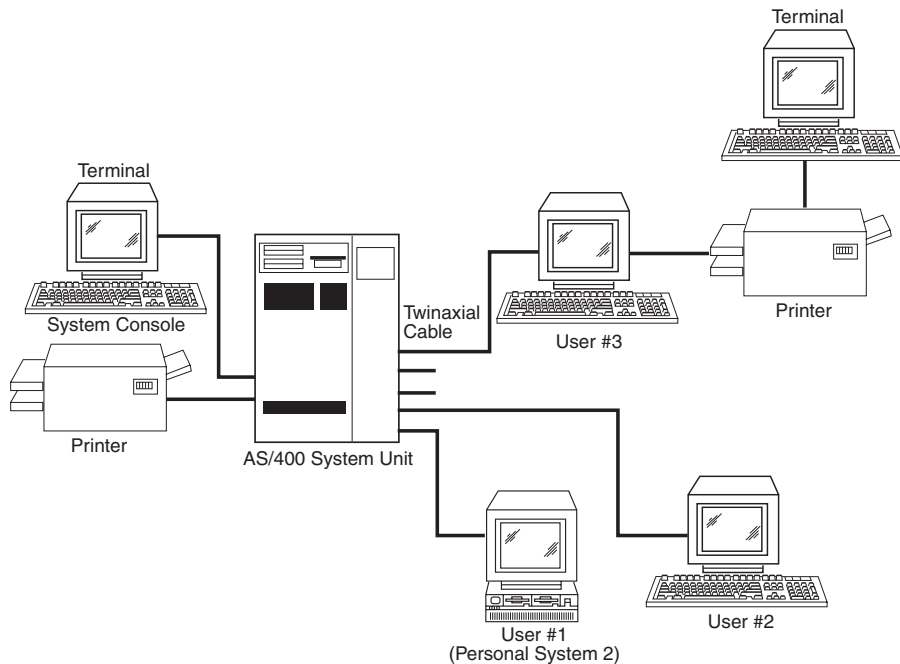 Terminal
Terminal
System Console
Twinaxial
Cable
User #3
Printer
Printer
AS/400 System Unit
User #1
(Personal System 2)
User #2